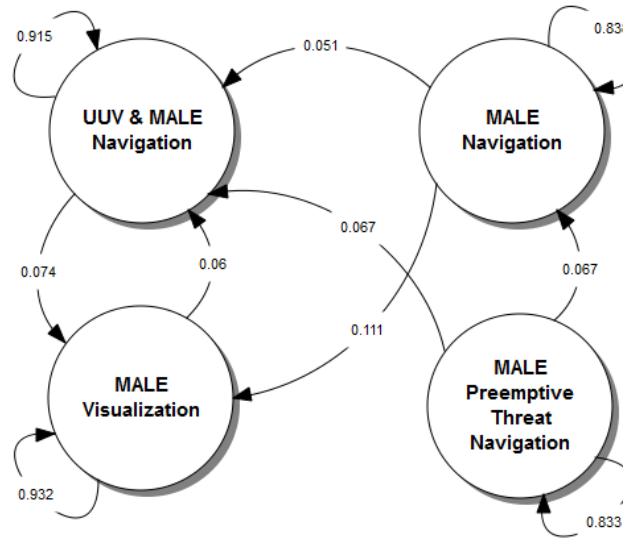 0.915
0.051
UUV & MALE
Navigation
MALE
Navigation
0.067
0.074
0.06
0.067
0.111
MALE
Visualization
MALE
Preemptive
Threat
Navigation
0.932
0.833